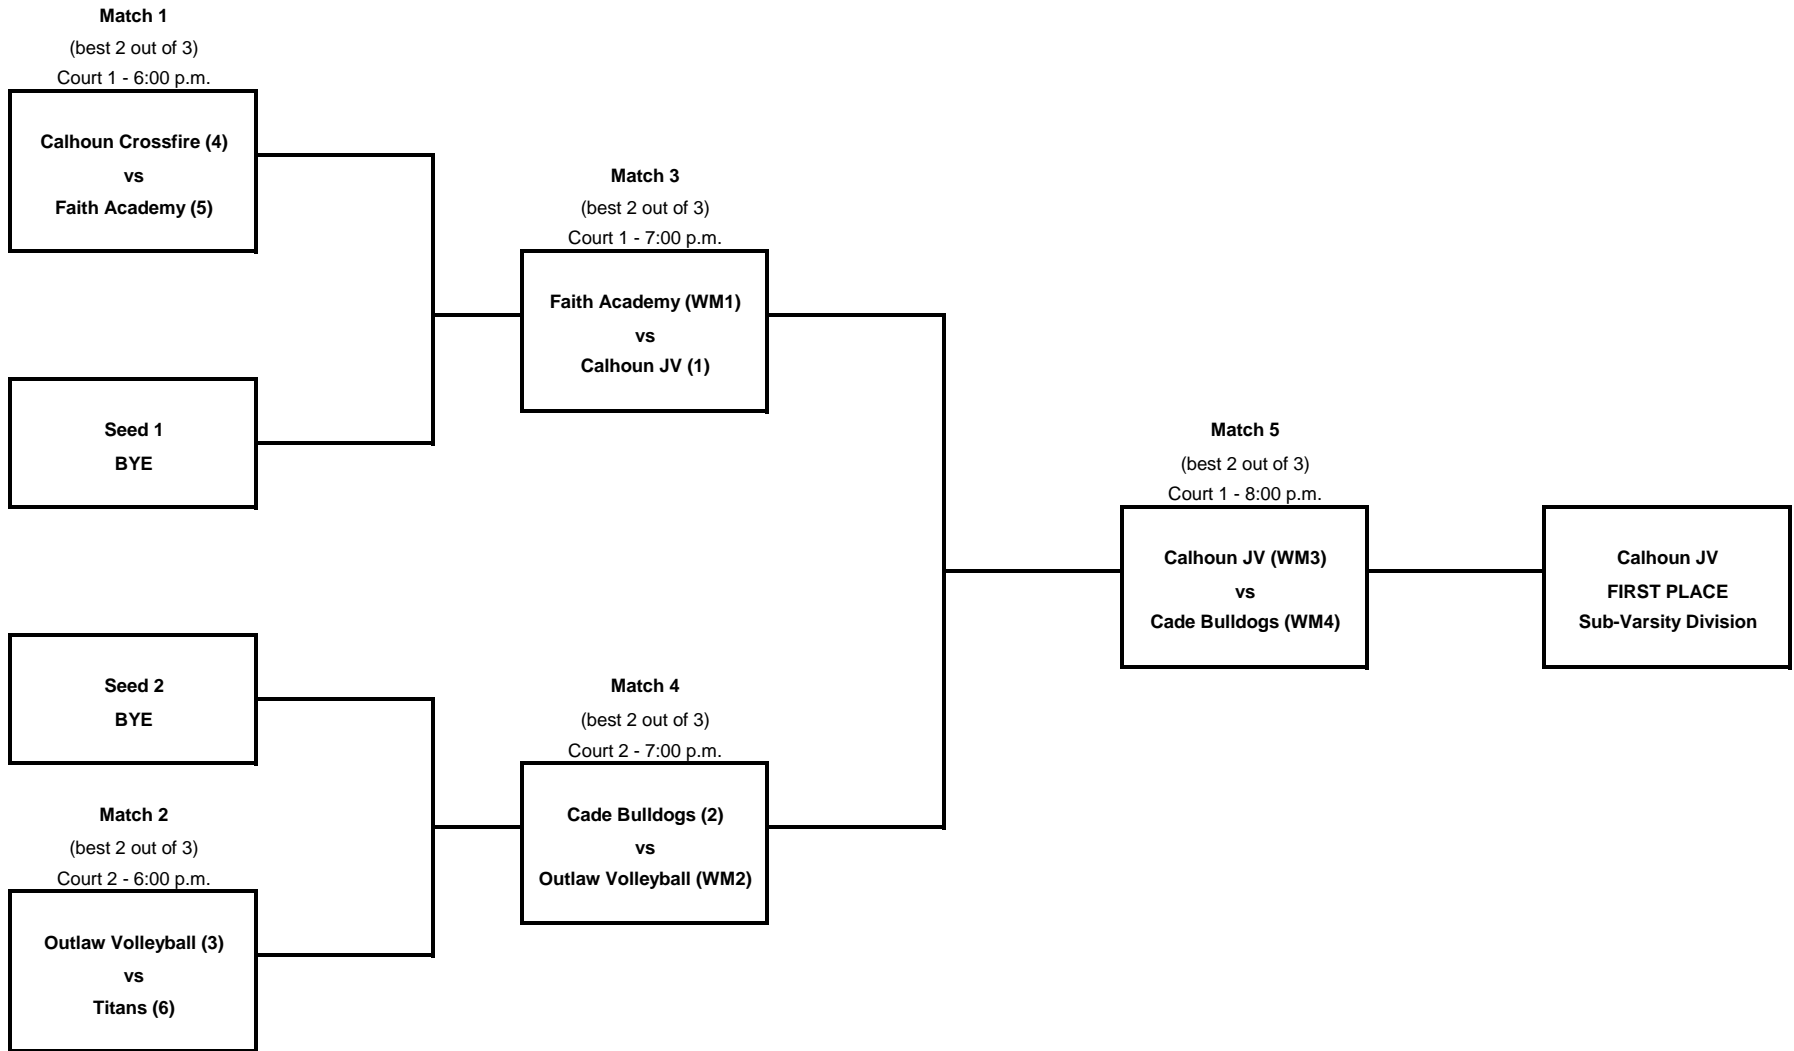 Match 1
(best 2 out of 3)
Court 1 - 6:00 p.m.
Calhoun Crossfire (4)
vs
Faith Academy (5)
Seed 1
BYE
Seed 2
BYE
Match 2
(best 2 out of 3)
Court 2 - 6:00 p.m.
Outlaw Volleyball (3)
vs
Titans (6)
Match 3
(best 2 out of 3)
Court 1 - 7:00 p.m.
Faith Academy (WM1)
vs
Calhoun JV (1)
Match 4
(best 2 out of 3)
Court 2 - 7:00 p.m.
Cade Bulldogs (2)
vs
Outlaw Volleyball (WM2)
Match 5
(best 2 out of 3)
Court 1 - 8:00 p.m.
Calhoun JV (WM3)
vs
Cade Bulldogs (WM4)
Calhoun JV
FIRST PLACE
Sub-Varsity Division